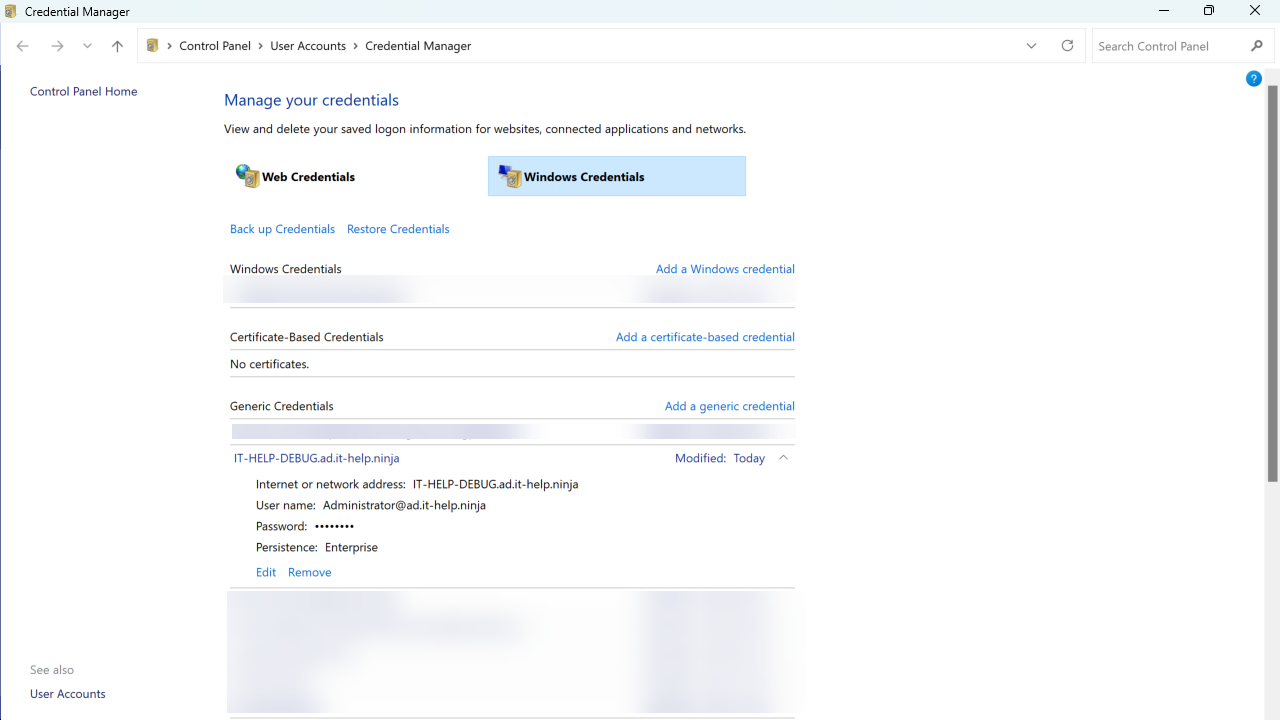 Credential Manager
Control Panel > User Accounts > Credential Manager
Search Control Panel
Control Panel Home
?
Manage your credentials
View and delete your saved logon information for websites, connected applications and networks.
Web Credentials
Windows Credentials
Back up Credentials Restore Credentials
Windows Credentials Add a Windows credential
Certificate-Based Credentials Add a certificate-based credential
No certificates.
Generic Credentials Add a generic credential
IT-HELP-DEBUG.ad.it-help.ninja Modified: Today
Internet or network address: IT-HELP-DEBUG.ad.it-help.ninja
User name: Administrator@ad.it-help.ninja
Password: ••••••••
Persistence: Enterprise
Edit Remove
See also
User Accounts